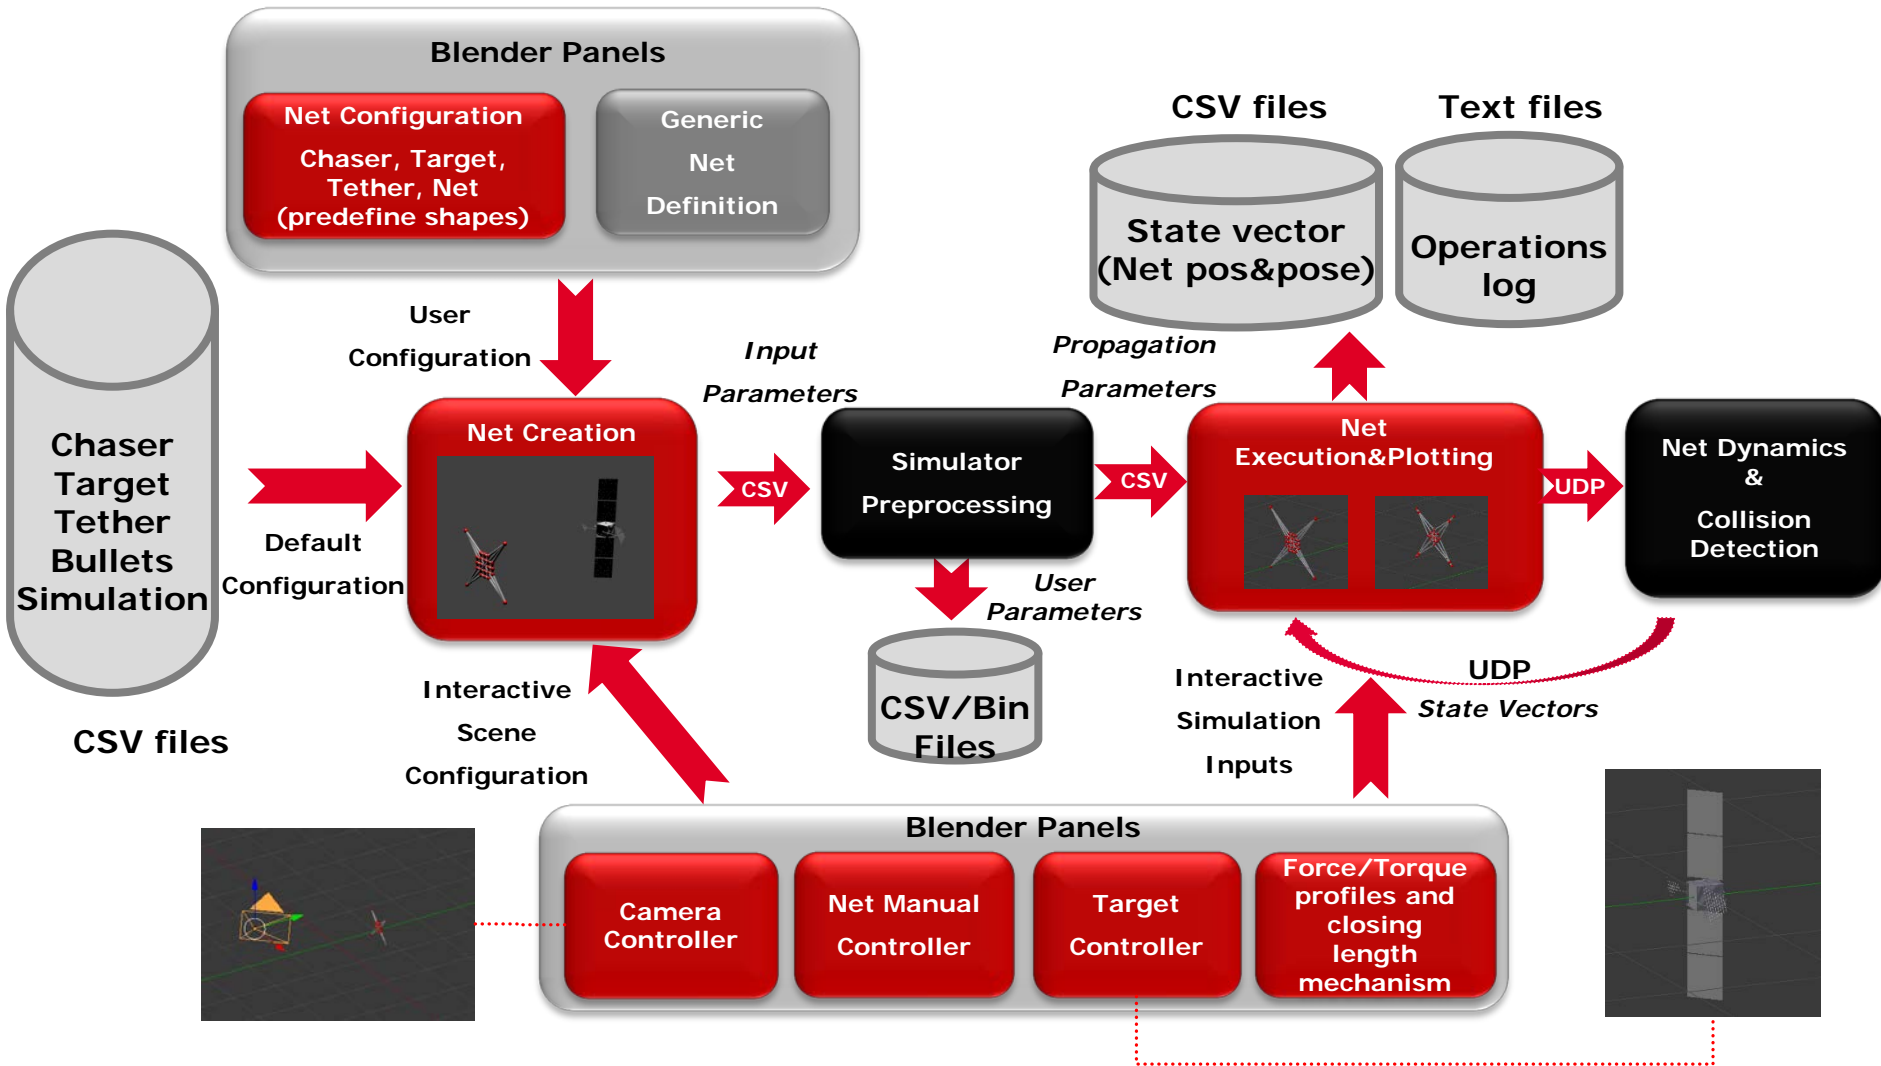 Blender Panels
Net Configuration
Chaser, Target,
Tether, Net
(predefine shapes)
Generic
Net
Definition
CSV files
Text files
State vector
(Net pos&pose)
Operations
log
User
Configuration
Input
Parameters
Propagation
Parameters
Chaser
Target
Tether
Bullets
Simulation
CSV files
Default
Configuration
Net Creation
CSV
Simulator
Preprocessing
CSV
Net
Execution&Plotting
UDP
Net Dynamics
&
Collision
Detection
User
Parameters
CSV/Bin
Files
Interactive
Scene
Configuration
Interactive
Simulation
Inputs
UDP
State Vectors
Blender Panels
Camera
Controller
Net Manual
Controller
Target
Controller
Force/Torque
profiles and
closing
length
mechanism